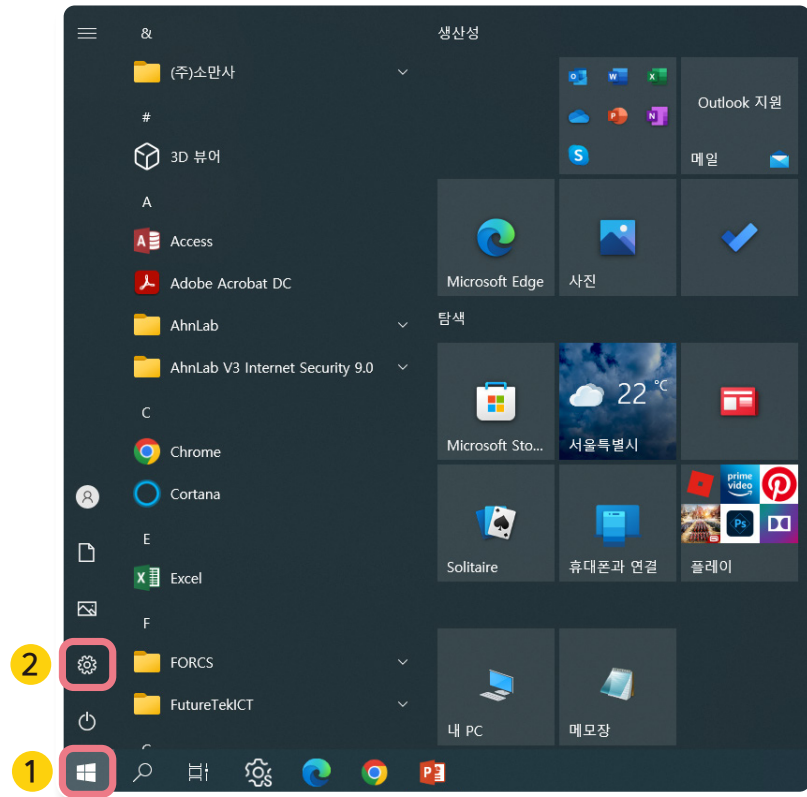 &
(주)소만사
#
3D 뷰어
A
Access
Adobe Acrobat DC
AhnLab
AhnLab V3 Internet Security 9.0
C
Chrome
Cortana
E
Excel
F
FORCS
FutureTekICT
생산성
Outlook 지원
메일
Microsoft Edge
사진
탐색
Microsoft Sto...
22 °C
서울특별시
Solitaire
휴대폰과 연결
prime video
Ps
플레이
내 PC
메모장
2
1